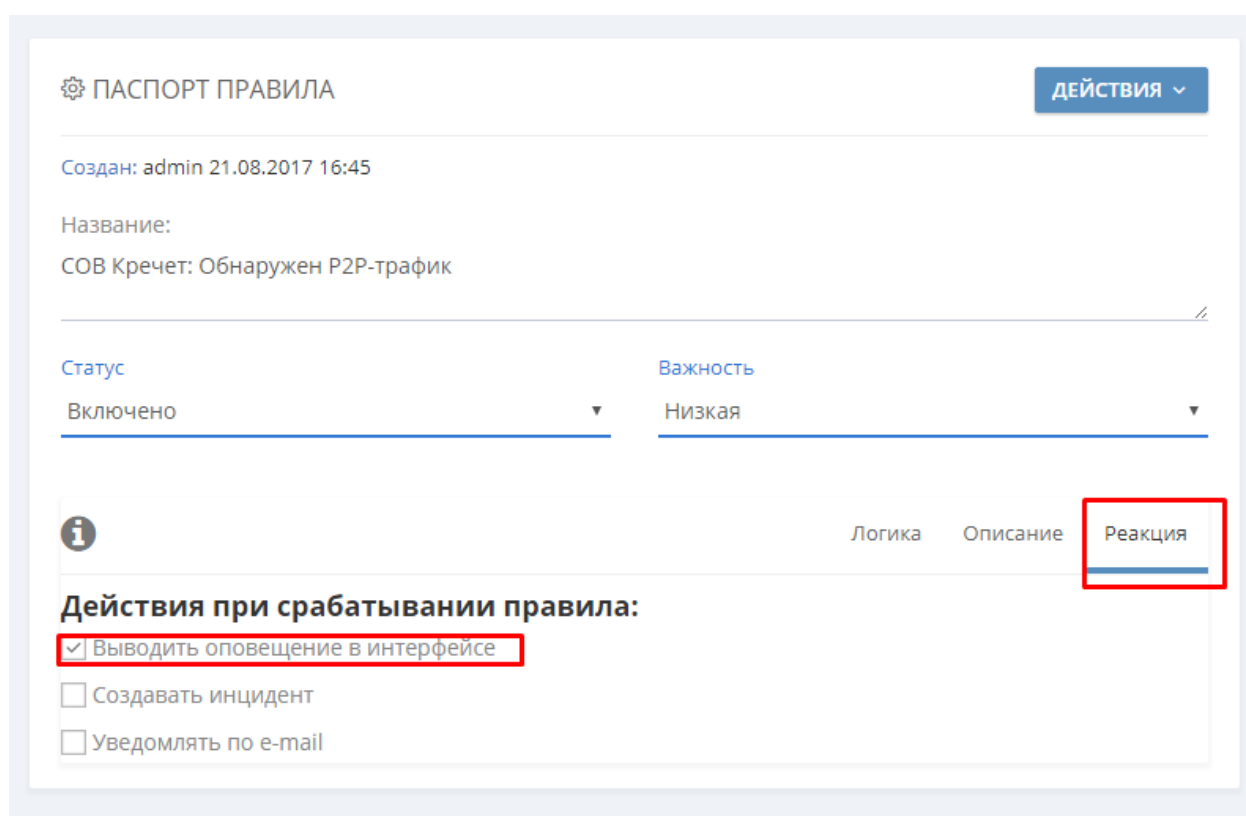 ПАСПОРТ ПРАВИЛА
ДЕЙСТВИЯ
Создан: admin 21.08.2017 16:45
Название:
СОВ Кречет: Обнаружен P2P-трафик
Статус
Важность
Включено
Низкая
Логика
Описание
Реакция
Действия при срабатывании правила:
Выводить оповещение в интерфейсе
Создавать инцидент
Уведомлять по e-mail